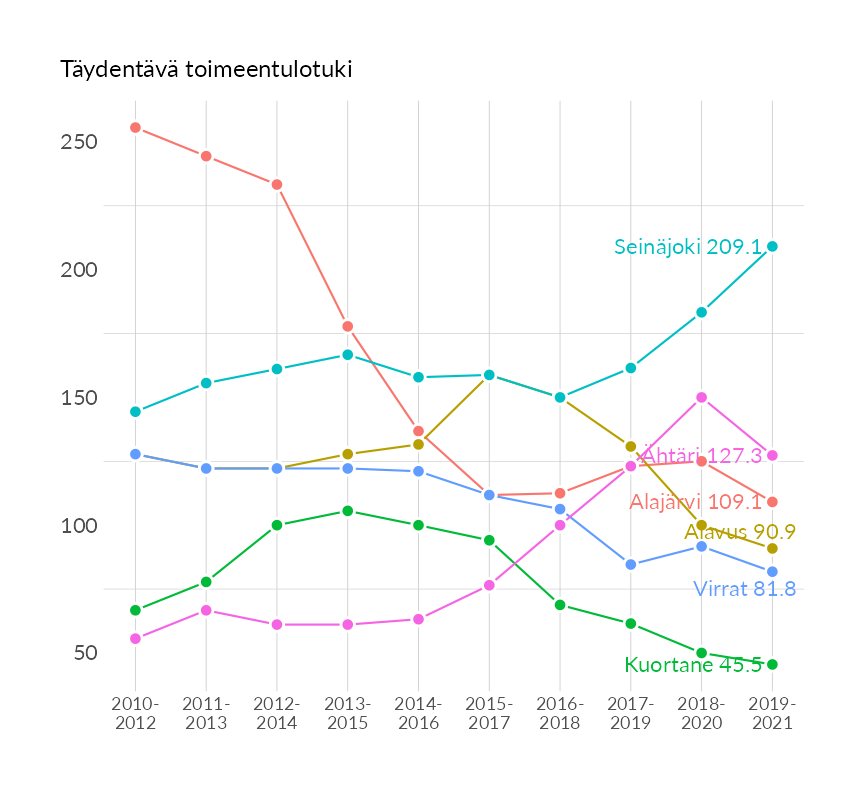 Täydentävä toimeentulotuki
250
200
150
100
50
Seinäjoki 209.1
Ähtäri 127.3
Alajärvi 109.1
Alavus 90.9
Virrat 81.8
Kuortane 45.5
2010- 2011- 2012- 2013- 2014- 2015- 2016- 2017- 2018- 2019-
2012 2013 2014 2015 2016 2017 2018 2019 2020 2021